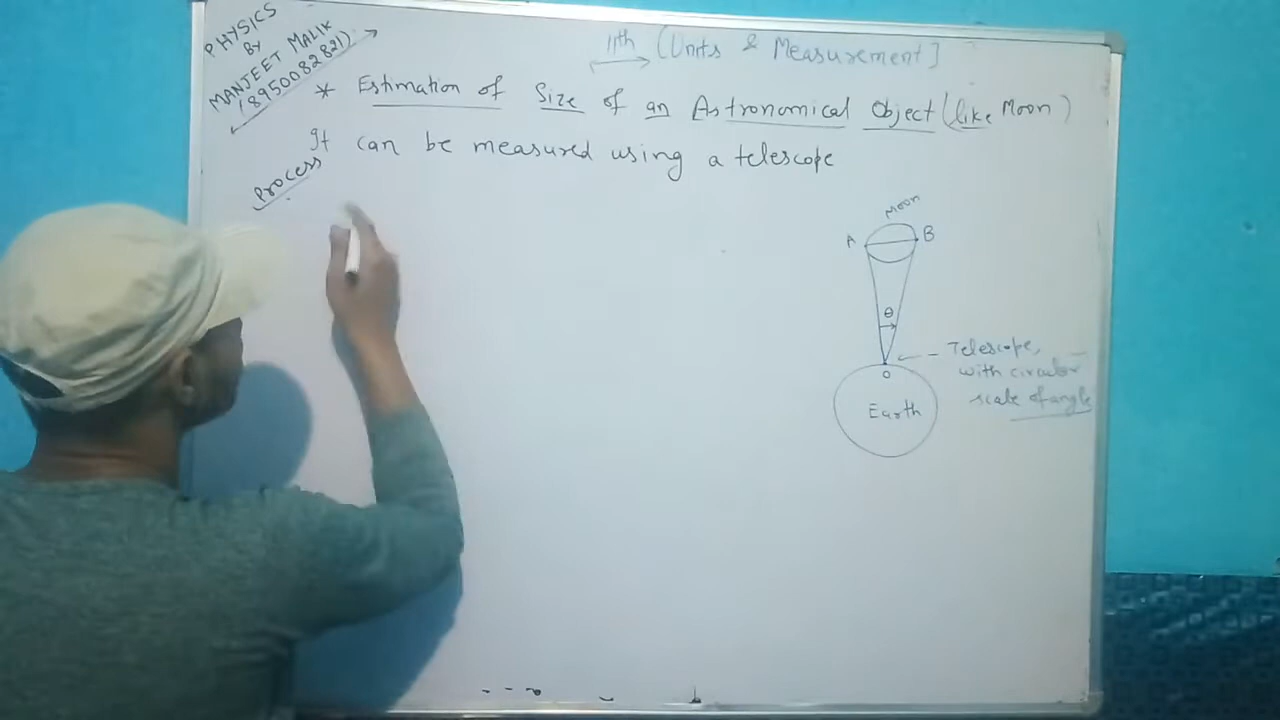 PHYSICS
By
MANJEET MALIK
(8950082821)
11th (Units & Measurement]
* Estimation of Size of an Astronomical Object (like Moon)
It can be measured using a telescope
Process
Moon
A B
θ
Telescope,
with circular
scale of angle
O
Earth